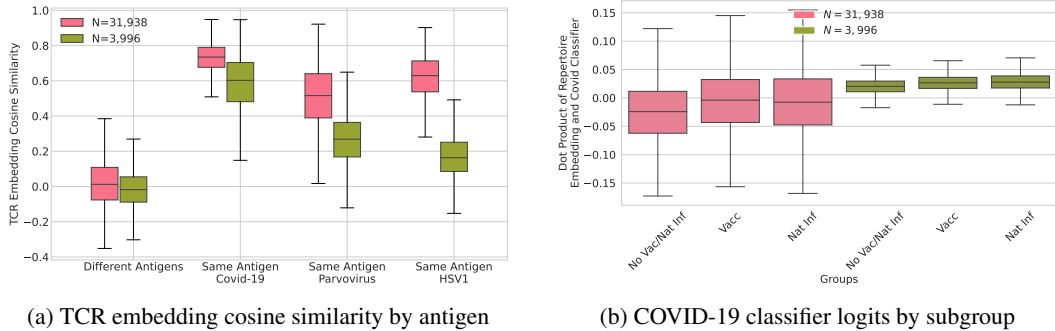 N=31,938
N=3,996
TCR Embedding Cosine Similarity
1.0
0.8
0.6
0.4
0.2
0.0
−0.2
−0.4
Different Antigens
Same Antigen
Covid-19
Same Antigen
Parvovirus
Same Antigen
HSV1
(a) TCR embedding cosine similarity by antigen
N = 31,938
N = 3,996
Dot Product of Repertoire
Embedding and Covid Classifier
0.15
0.10
0.05
0.00
−0.05
−0.10
−0.15
No Vac/Nat Inf
Vacc
Nat Inf
No Vac/Nat Inf
Vacc
Nat Inf
Groups
(b) COVID-19 classifier logits by subgroup